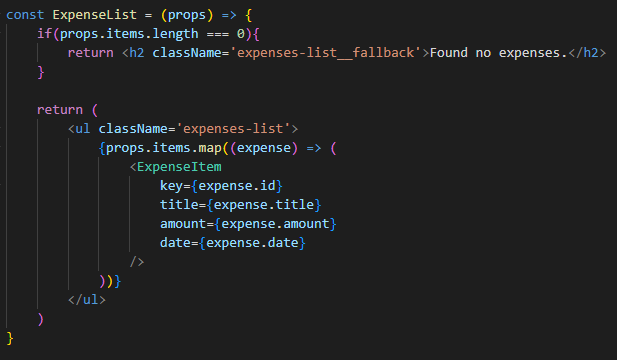 const ExpenseList = (props) => {
    if(props.items.length === 0){
        return <h2 className='expenses-list__fallback'>Found no expenses.</h2>
    }

    return (
        <ul className='expenses-list'>
            {props.items.map((expense) => (
                <ExpenseItem
                    key={expense.id}
                    title={expense.title}
                    amount={expense.amount}
                    date={expense.date}
                />
            ))}
        </ul>
    )
}